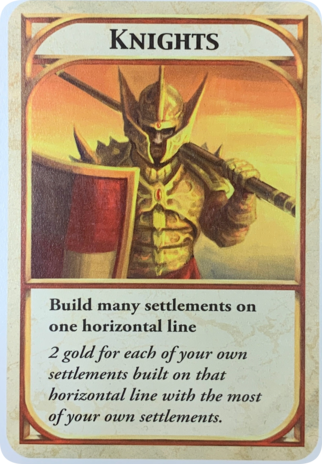 KNIGHTS
Build many settlements on
one horizontal line
2 gold for each of your own
settlements built on that
horizontal line with the most
of your own settlements.